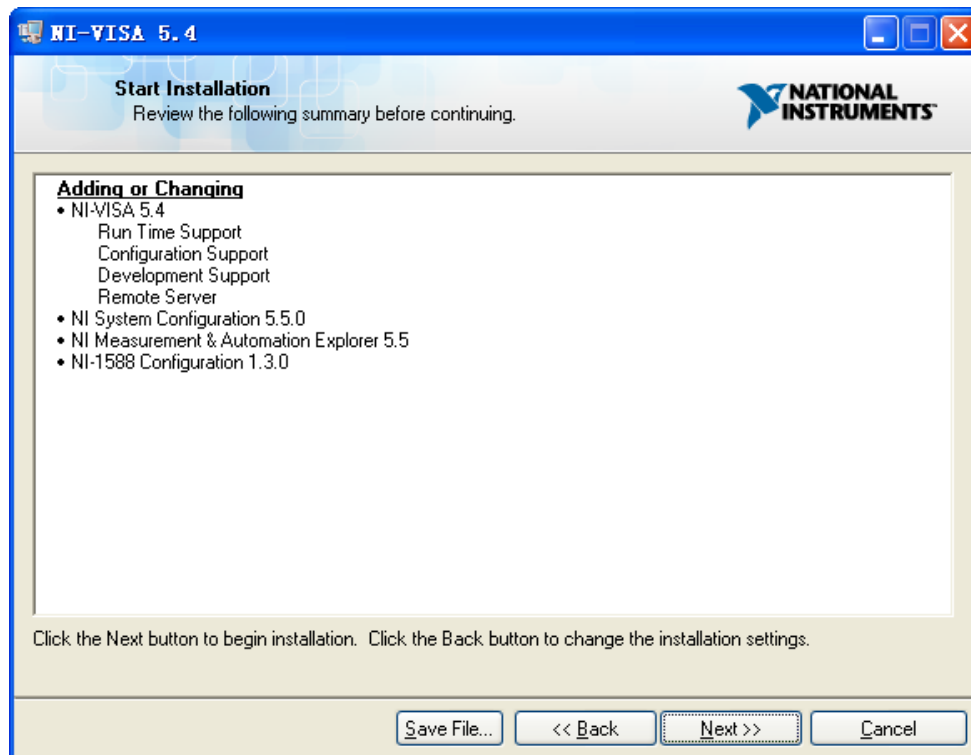 NI-VISA 5.4
Start Installation
Review the following summary before continuing.
NATIONAL
INSTRUMENTS™
Adding or Changing
• NI-VISA 5.4
Run Time Support
Configuration Support
Development Support
Remote Server
• NI System Configuration 5.5.0
• NI Measurement & Automation Explorer 5.5
• NI-1588 Configuration 1.3.0
Click the Next button to begin installation.  Click the Back button to change the installation settings.
Save File...
<< Back
Next >>
Cancel